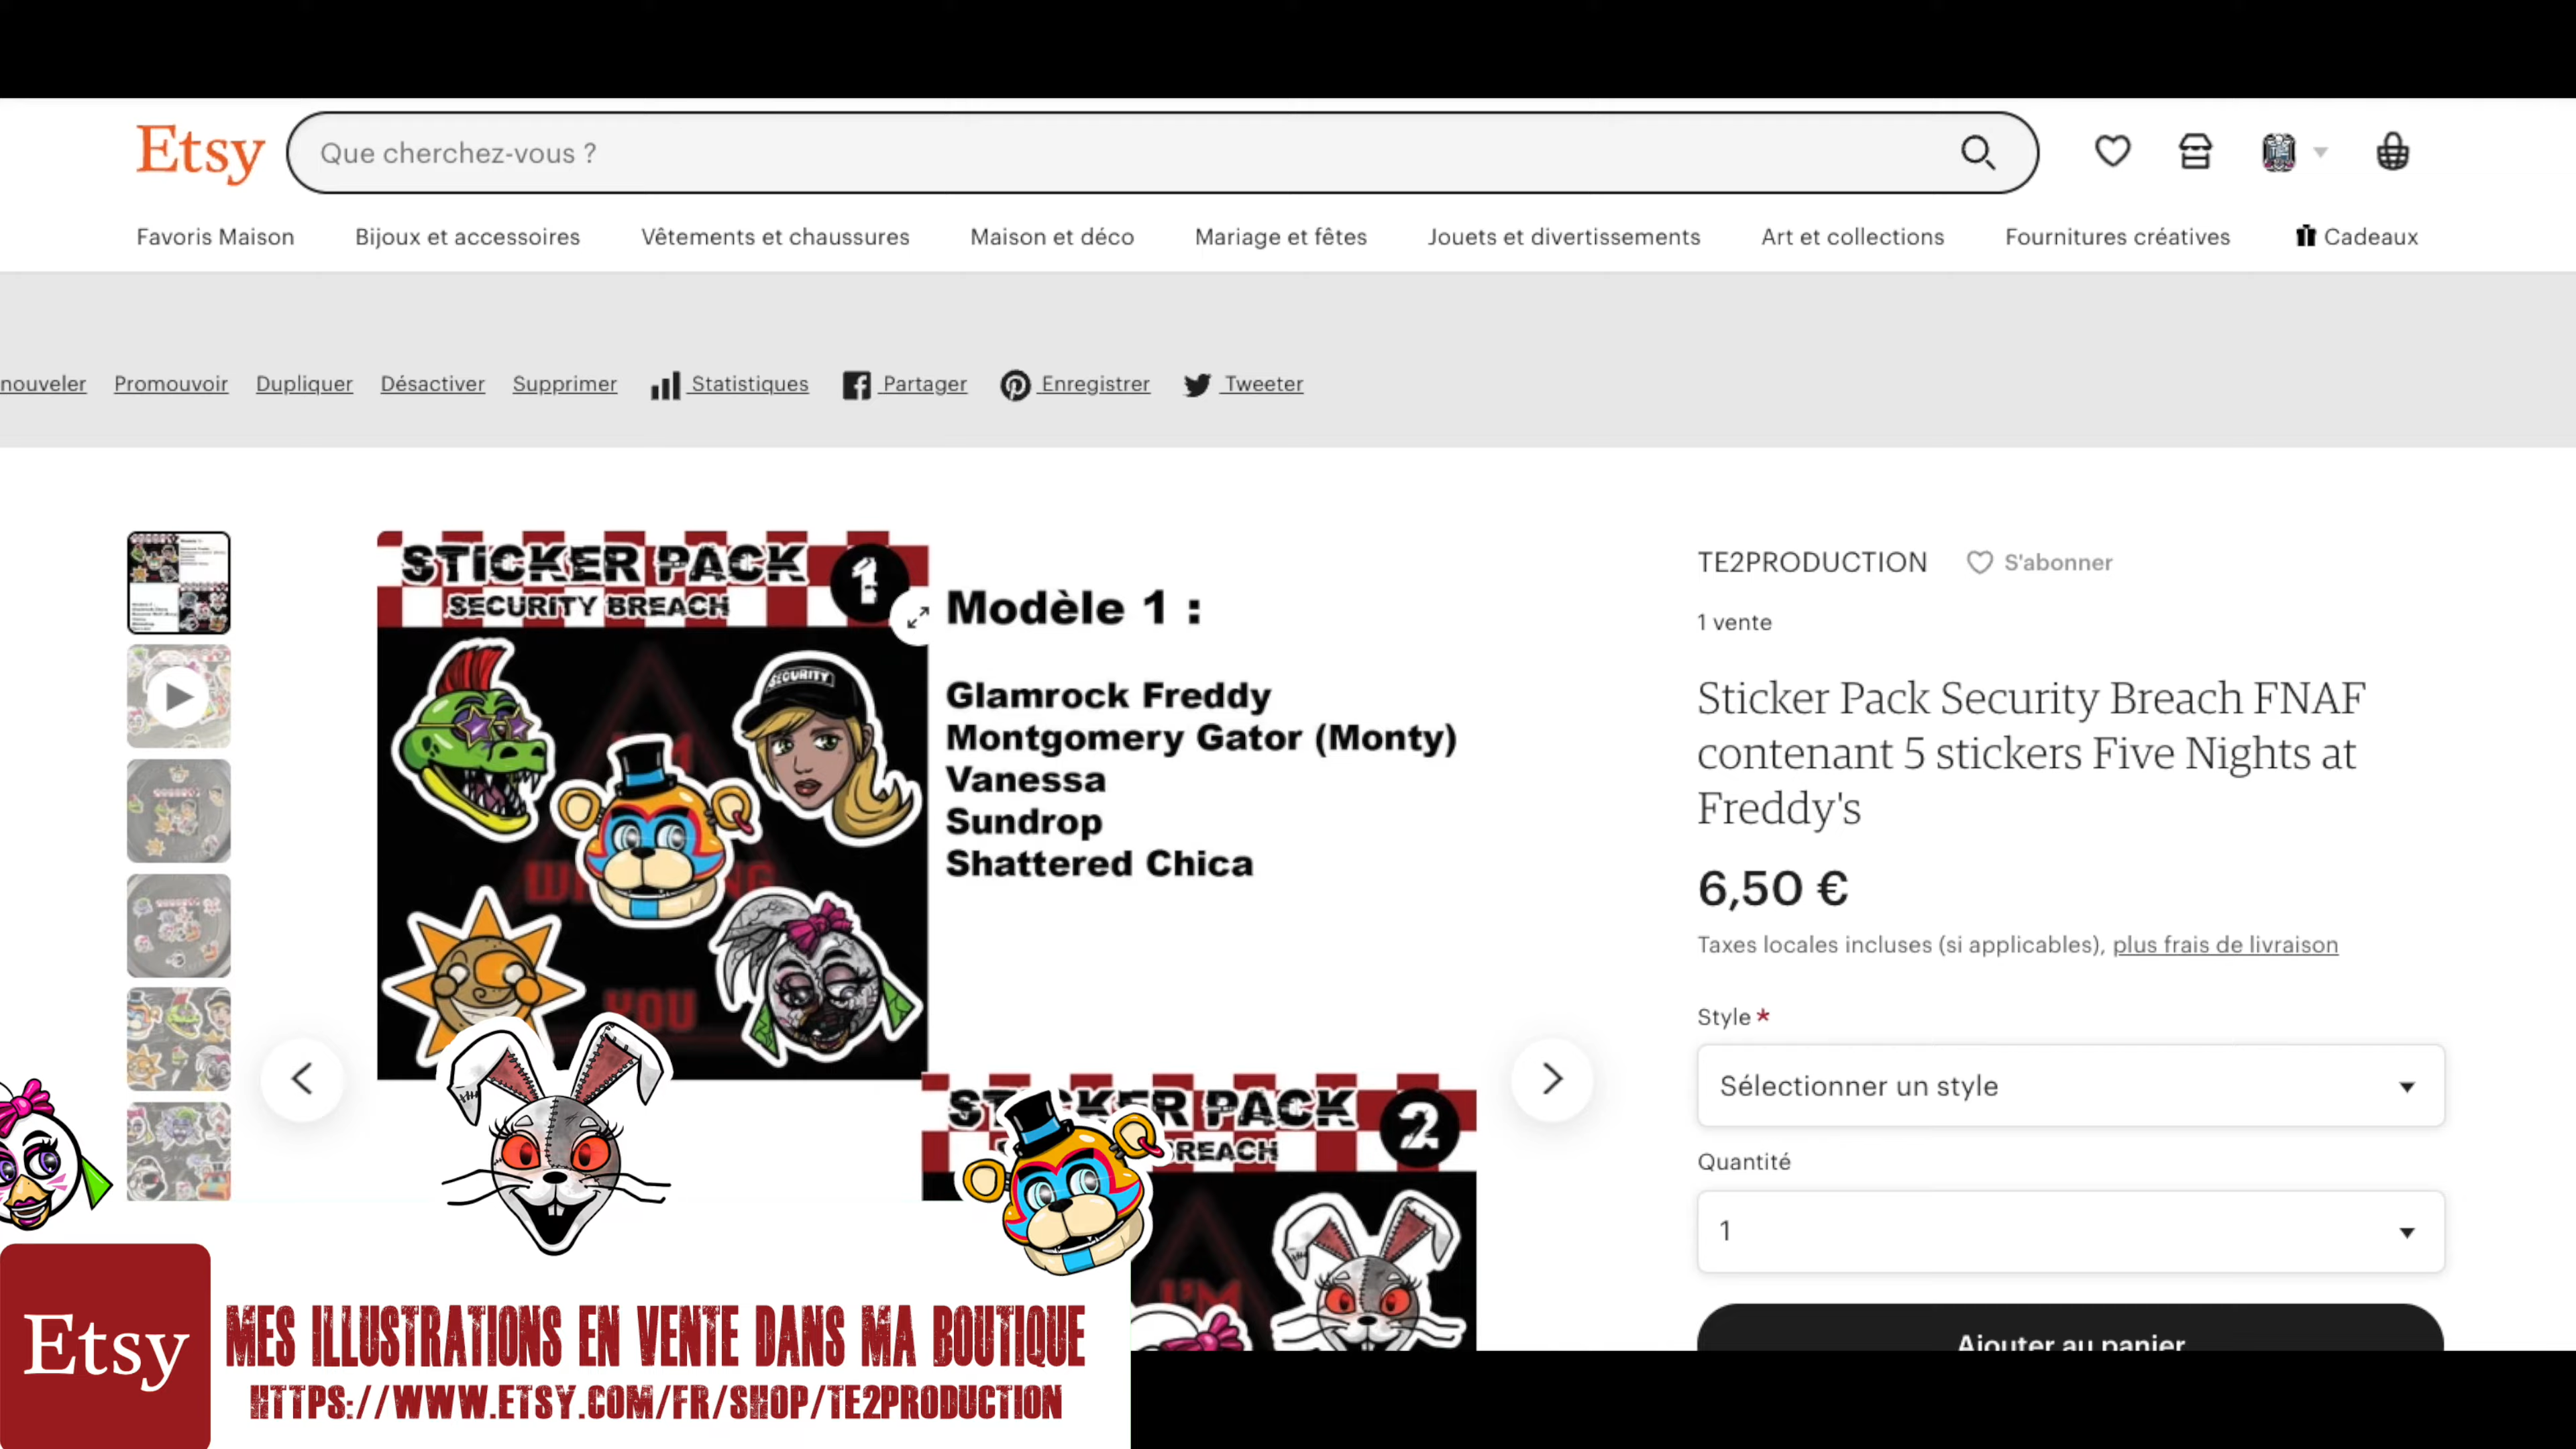 Etsy
Que cherchez-vous ?
Favoris Maison
Bijoux et accessoires
Vêtements et chaussures
Maison et déco
Mariage et fêtes
Jouets et divertissements
Art et collections
Fournitures créatives
Cadeaux
nouveler
Promouvoir
Dupliquer
Désactiver
Supprimer
Statistiques
Partager
Enregistrer
Tweeter
STICKER PACK
1
SECURITY BREACH
SECURITY
YOU
Modèle 1 :
Glamrock Freddy
Montgomery Gator (Monty)
Vanessa
Sundrop
Shattered Chica
STICKER PACK
2
BREACH
I'M
TE2PRODUCTION
S'abonner
1 vente
Sticker Pack Security Breach FNAF
contenant 5 stickers Five Nights at
Freddy's
6,50 €
Taxes locales incluses (si applicables), plus frais de livraison
Style *
Sélectionner un style
Quantité
1
Ajouter au panier
Etsy
MES ILLUSTRATIONS EN VENTE DANS MA BOUTIQUE
HTTPS://WWW.ETSY.COM/FR/SHOP/TE2PRODUCTION